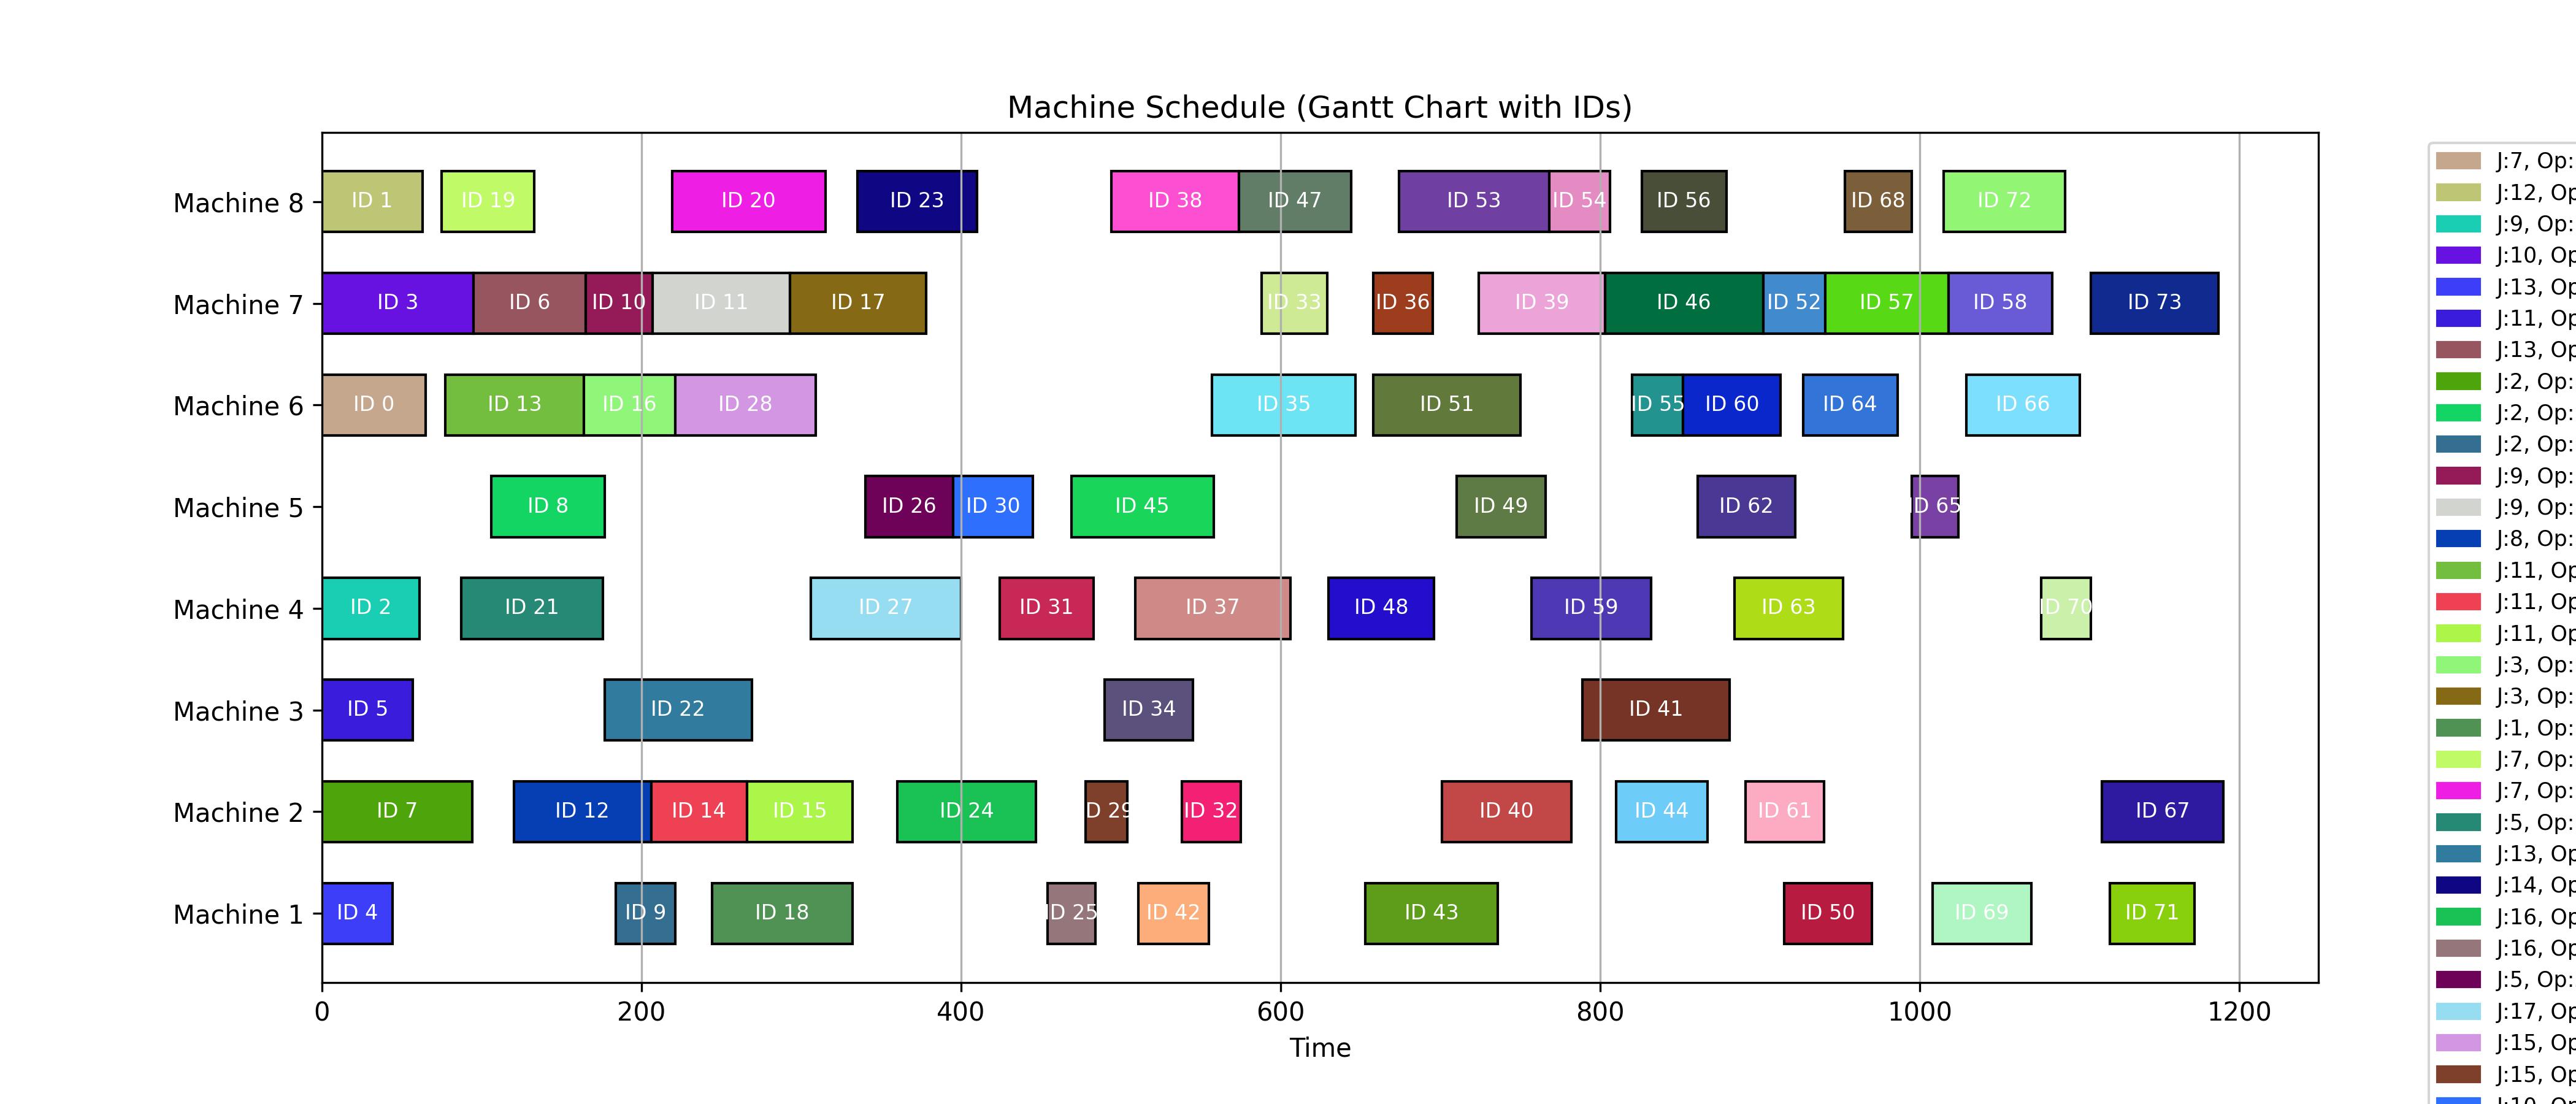 Machine Schedule (Gantt Chart with IDs)
Machine 8
ID 1
ID 19
ID 20
ID 23
ID 38
ID 47
ID 53
ID 54
ID 56
ID 68
ID 72
Machine 7
ID 3
ID 6
ID 10
ID 11
ID 17
ID 33
ID 36
ID 39
ID 46
ID 52
ID 57
ID 58
ID 73
Machine 6
ID 0
ID 13
ID 16
ID 28
ID 35
ID 51
ID 55
ID 60
ID 64
ID 66
Machine 5
ID 8
ID 26
ID 30
ID 45
ID 49
ID 62
ID 65
Machine 4
ID 2
ID 21
ID 27
ID 31
ID 37
ID 48
ID 59
ID 63
ID 70
Machine 3
ID 5
ID 22
ID 34
ID 41
Machine 2
ID 7
ID 12
ID 14
ID 15
ID 24
ID 29
ID 32
ID 40
ID 44
ID 61
ID 67
Machine 1
ID 4
ID 9
ID 18
ID 25
ID 42
ID 43
ID 50
ID 69
ID 71
0 200 400 600 800 1000 1200
Time
J:7, Op:
J:12, Op
J:9, Op:
J:10, Op
J:13, Op
J:11, Op
J:13, Op
J:2, Op:
J:2, Op:
J:2, Op:
J:9, Op:
J:9, Op:
J:8, Op:
J:11, Op
J:11, Op
J:11, Op
J:3, Op:
J:3, Op:
J:1, Op:
J:7, Op:
J:7, Op:
J:5, Op:
J:13, Op
J:14, Op
J:16, Op
J:16, Op
J:5, Op:
J:17, Op
J:15, Op
J:15, Op
J:10, Op